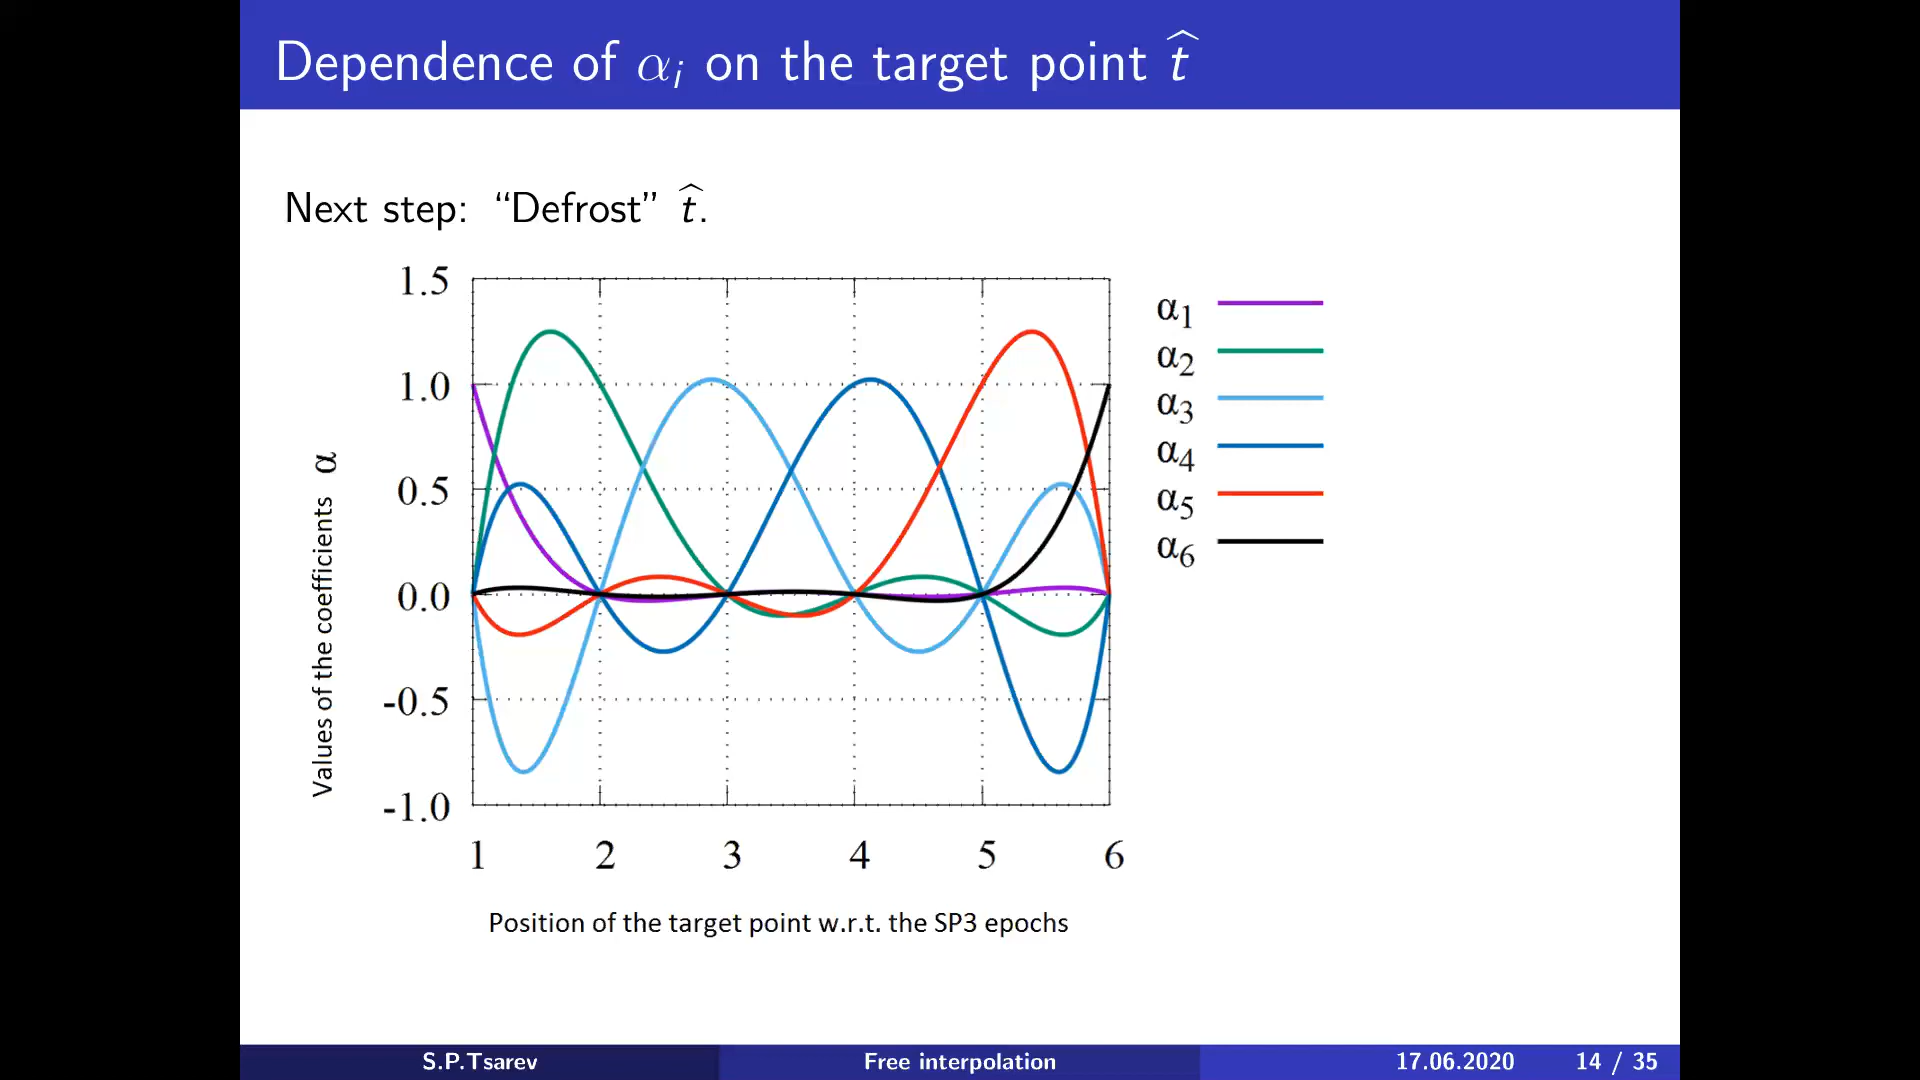 Dependence of αᵢ on the target point t̂
Next step: “Defrost” t̂.
1.5
1.0
0.5
0.0
-0.5
-1.0
Values of the coefficients α
1 2 3 4 5 6
Position of the target point w.r.t. the SP3 epochs
α₁
α₂
α₃
α₄
α₅
α₆
S.P.Tsarev Free interpolation 17.06.2020 14 / 35